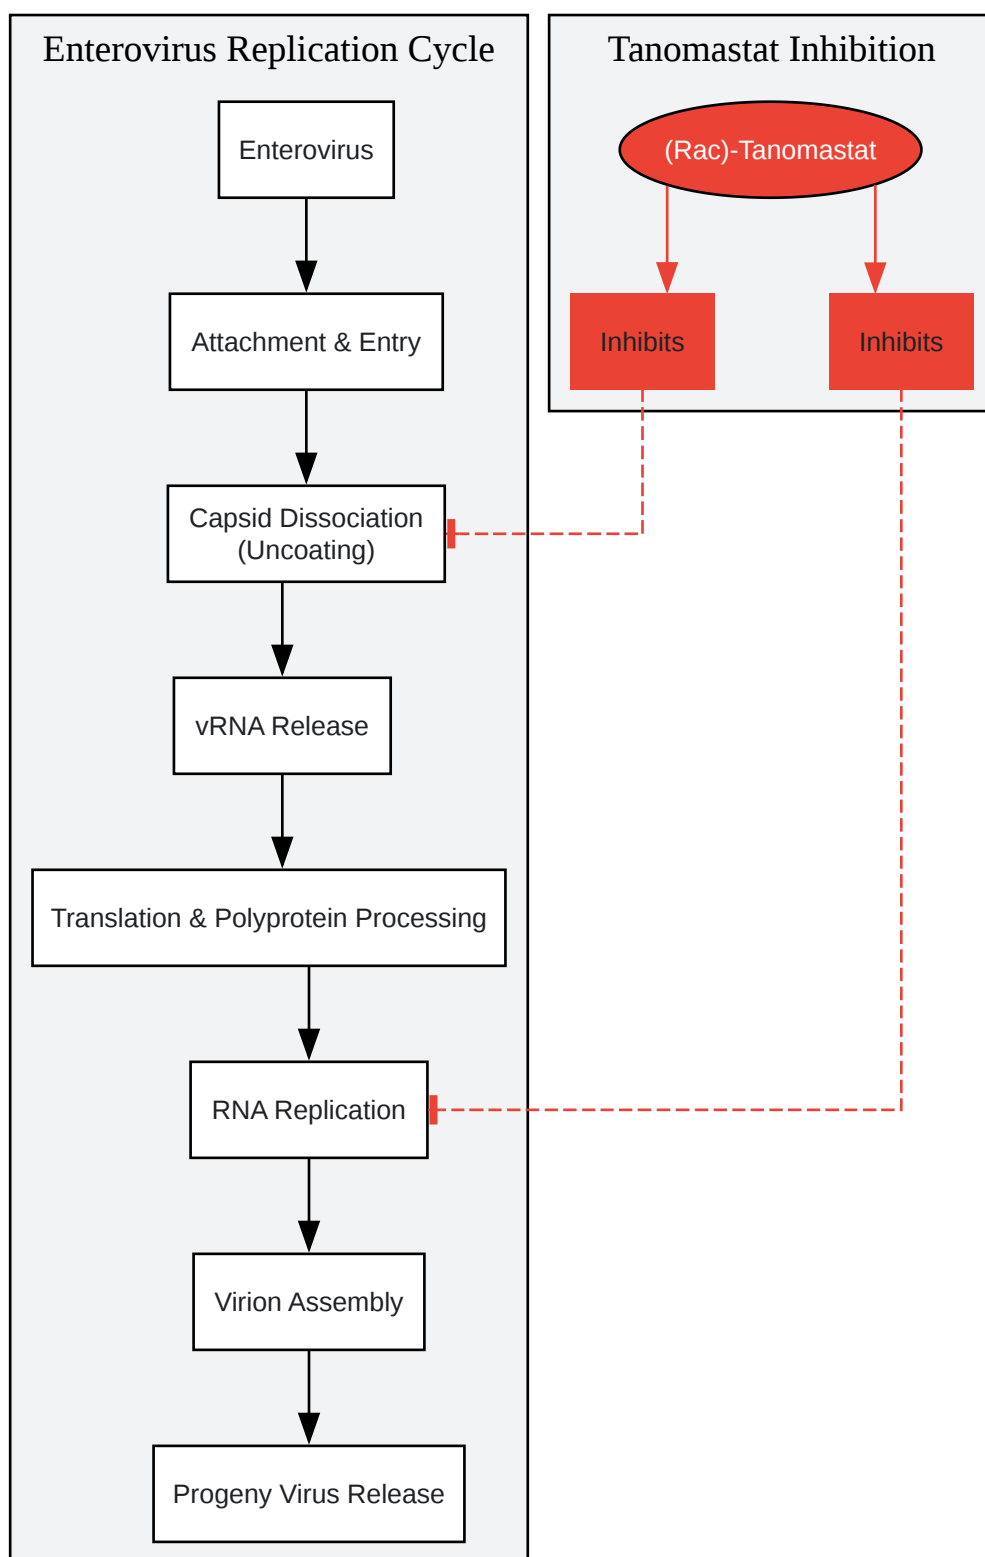 Enterovirus Replication Cycle
Enterovirus
Attachment & Entry
Capsid Dissociation
(Uncoating)
vRNA Release
Translation & Polyprotein Processing
RNA Replication
Virion Assembly
Progeny Virus Release
Tanomastat Inhibition
(Rac)-Tanomastat
Inhibits
Inhibits